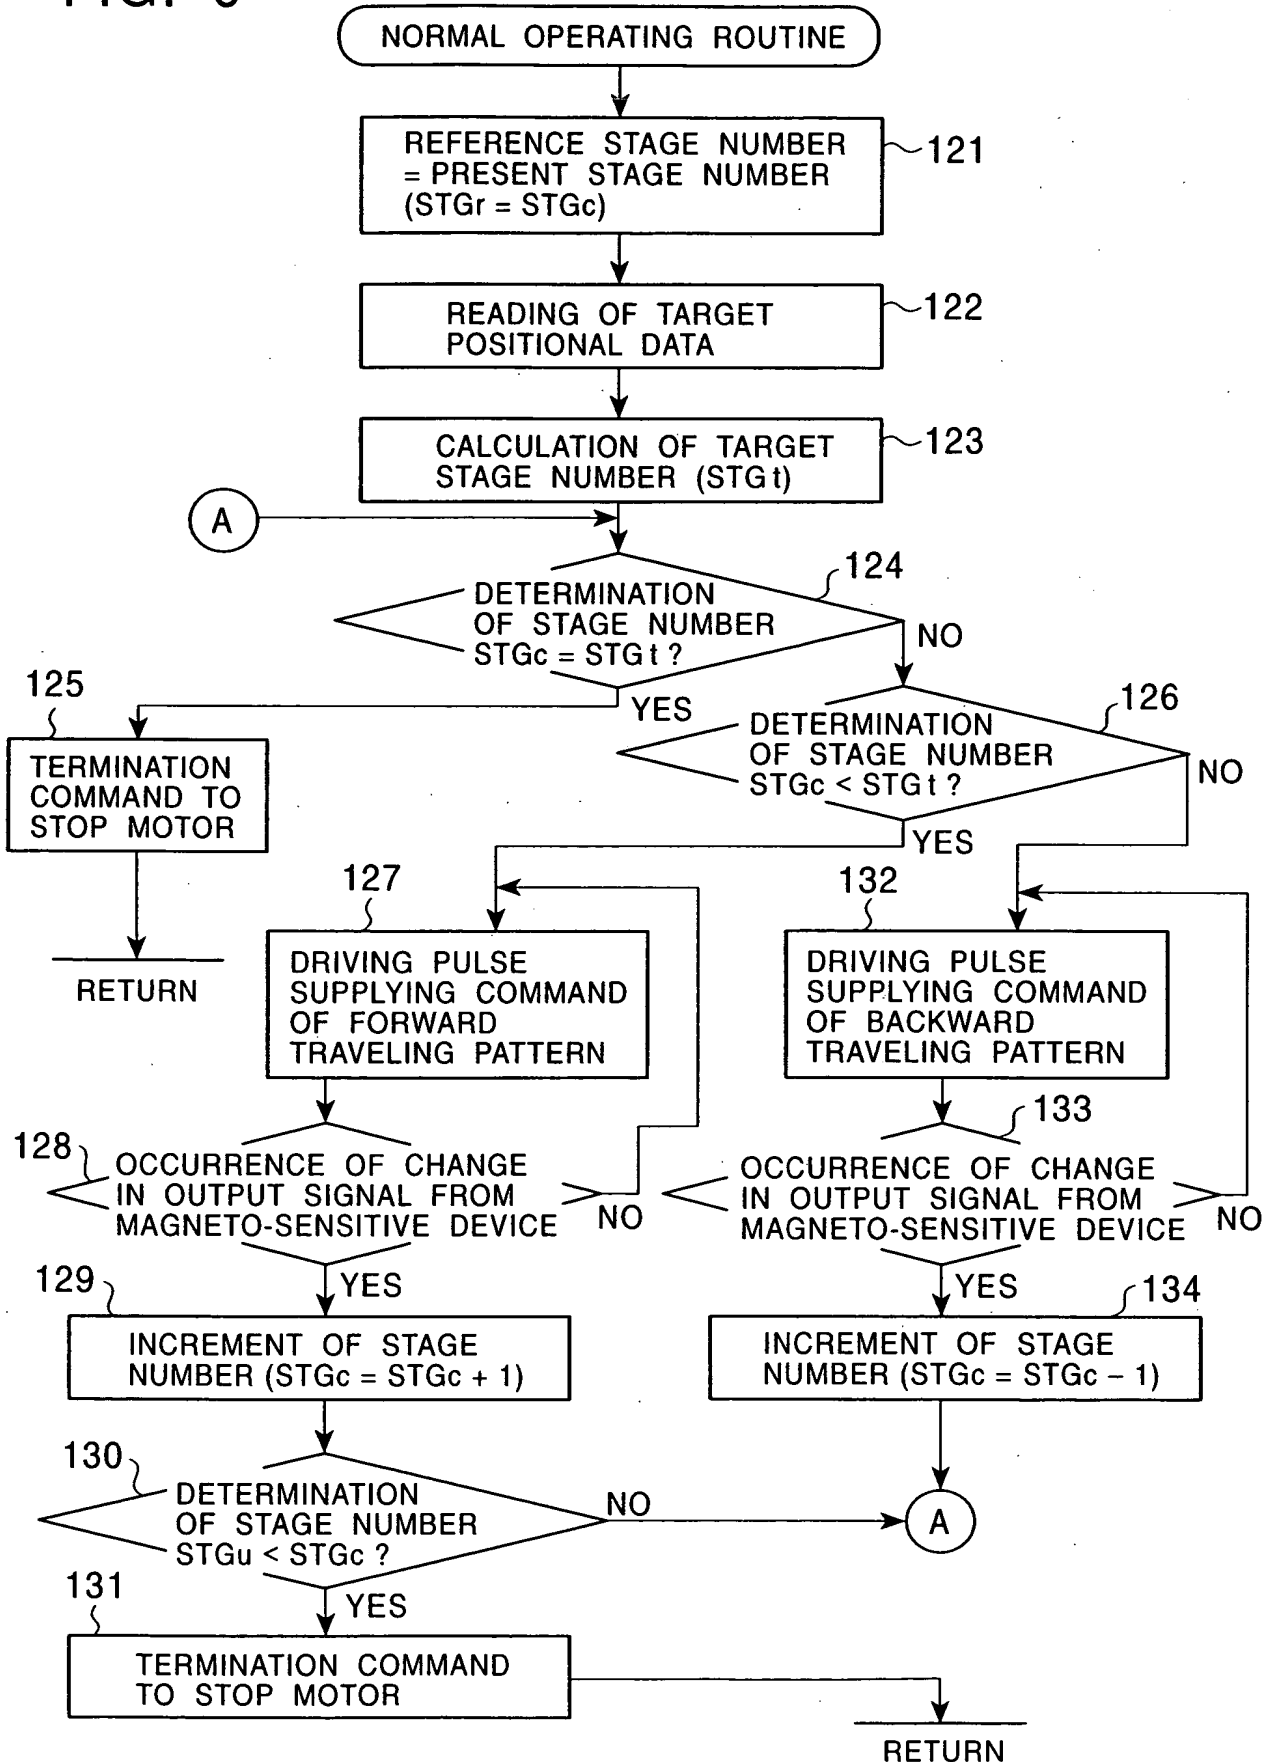 NORMAL OPERATING ROUTINE
REFERENCE STAGE NUMBER
= PRESENT STAGE NUMBER
(STGr = STGc)
121
READING OF TARGET
POSITIONAL DATA
122
CALCULATION OF TARGET
STAGE NUMBER (STGt)
123
A
DETERMINATION
OF STAGE NUMBER
STGc = STGt ?
124
NO
YES
125
TERMINATION
COMMAND TO
STOP MOTOR
RETURN
DETERMINATION
OF STAGE NUMBER
STGc < STGt ?
126
NO
YES
127
DRIVING PULSE
SUPPLYING COMMAND
OF FORWARD
TRAVELING PATTERN
132
DRIVING PULSE
SUPPLYING COMMAND
OF BACKWARD
TRAVELING PATTERN
128
OCCURRENCE OF CHANGE
IN OUTPUT SIGNAL FROM
MAGNETO-SENSITIVE DEVICE
NO
YES
133
OCCURRENCE OF CHANGE
IN OUTPUT SIGNAL FROM
MAGNETO-SENSITIVE DEVICE
NO
YES
129
INCREMENT OF STAGE
NUMBER (STGc = STGc + 1)
134
INCREMENT OF STAGE
NUMBER (STGc = STGc − 1)
130
DETERMINATION
OF STAGE NUMBER
STGu < STGc ?
NO
A
YES
131
TERMINATION COMMAND
TO STOP MOTOR
RETURN